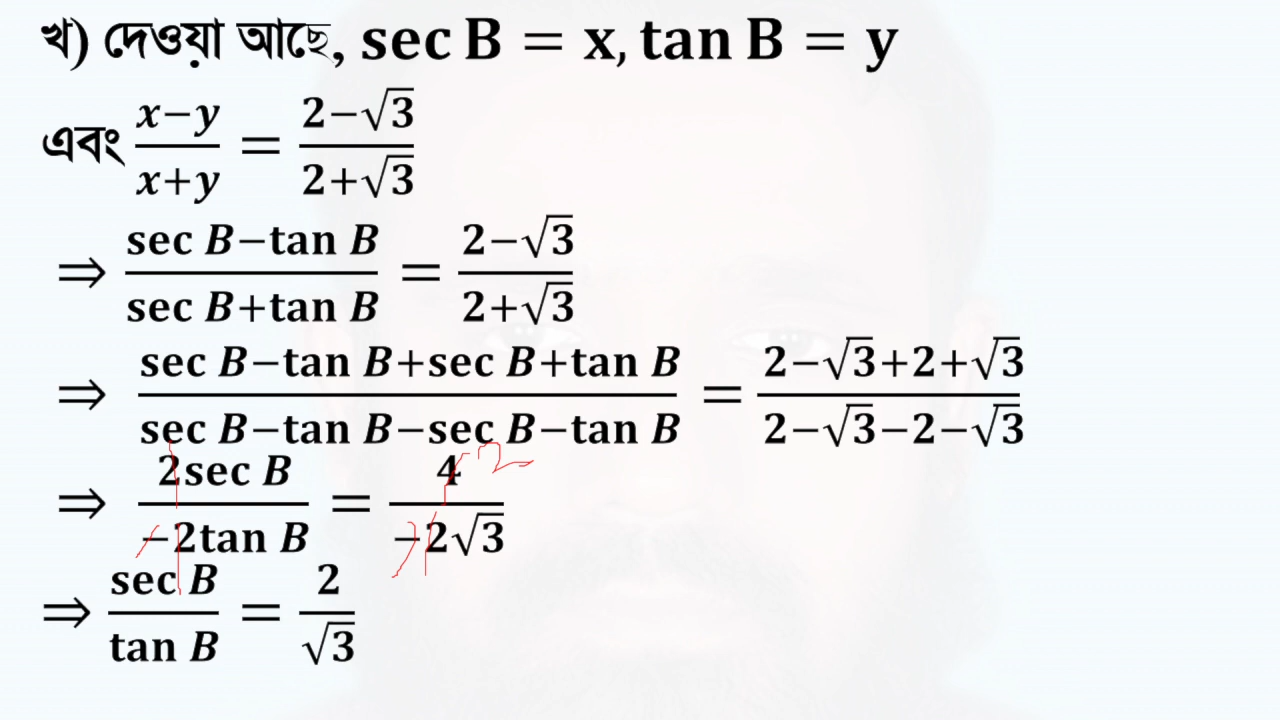 খ) দেওয়া আছে, sec B = x, tan B = y
এবং (x−y)/(x+y) = (2−√3)/(2+√3)
⇒ (sec B−tan B)/(sec B+tan B) = (2−√3)/(2+√3)
⇒ (sec B−tan B+sec B+tan B)/(sec B−tan B−sec B−tan B) = (2−√3+2+√3)/(2−√3−2−√3)
⇒ (2sec B)/(−2tan B) = 4/(−2√3) 2
⇒ (sec B)/(tan B) = 2/√3